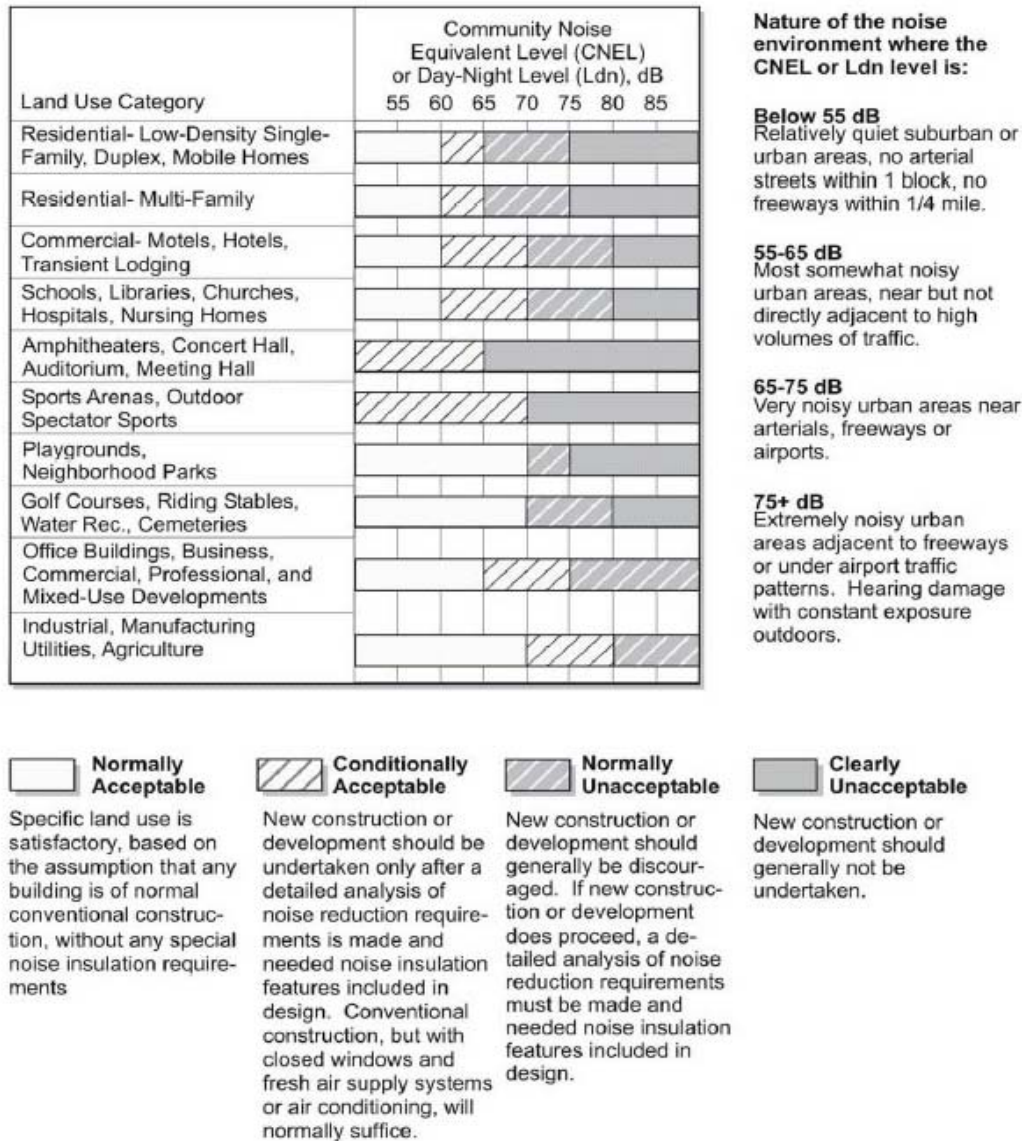 Community Noise
Equivalent Level (CNEL)
or Day-Night Level (Ldn), dB
Land Use Category
55 60 65 70 75 80 85
Residential- Low-Density Single-
Family, Duplex, Mobile Homes
Residential- Multi-Family
Commercial- Motels, Hotels,
Transient Lodging
Schools, Libraries, Churches,
Hospitals, Nursing Homes
Amphitheaters, Concert Hall,
Auditorium, Meeting Hall
Sports Arenas, Outdoor
Spectator Sports
Playgrounds,
Neighborhood Parks
Golf Courses, Riding Stables,
Water Rec., Cemeteries
Office Buildings, Business,
Commercial, Professional, and
Mixed-Use Developments
Industrial, Manufacturing
Utilities, Agriculture
Nature of the noise
environment where the
CNEL or Ldn level is:
Below 55 dB
Relatively quiet suburban or
urban areas, no arterial
streets within 1 block, no
freeways within 1/4 mile.
55-65 dB
Most somewhat noisy
urban areas, near but not
directly adjacent to high
volumes of traffic.
65-75 dB
Very noisy urban areas near
arterials, freeways or
airports.
75+ dB
Extremely noisy urban
areas adjacent to freeways
or under airport traffic
patterns. Hearing damage
with constant exposure
outdoors.
Normally
Acceptable
Specific land use is
satisfactory, based on
the assumption that any
building is of normal
conventional construc-
tion, without any special
noise insulation require-
ments
Conditionally
Acceptable
New construction or
development should be
undertaken only after a
detailed analysis of
noise reduction require-
ments is made and
needed noise insulation
features included in
design. Conventional
construction, but with
closed windows and
fresh air supply systems
or air conditioning, will
normally suffice.
Normally
Unacceptable
New construction or
development should
generally be discour-
aged. If new construc-
tion or development
does proceed, a de-
tailed analysis of noise
reduction requirements
must be made and
needed noise insulation
features included in
design.
Clearly
Unacceptable
New construction or
development should
generally not be
undertaken.